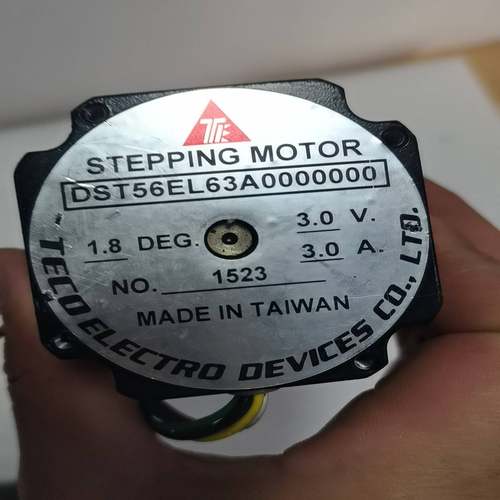 TE
STEPPING MOTOR
DST56EL63A0000000
1.8 DEG. 3.0 V.
3.0 A.
NO. 1523
MADE IN TAIWAN
TECO ELECTRO DEVICES CO., LTD.